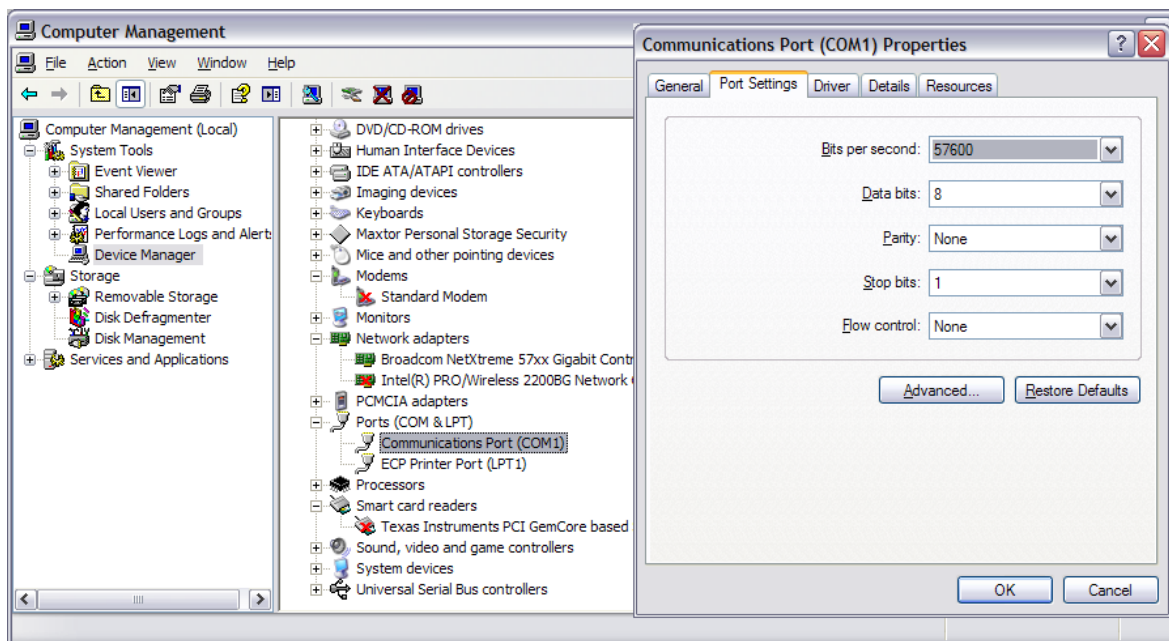 Computer Management
File Action View Window Help
Computer Management (Local)
System Tools
Event Viewer
Shared Folders
Local Users and Groups
Performance Logs and Alerts
Device Manager
Storage
Removable Storage
Disk Defragmenter
Disk Management
Services and Applications
DVD/CD-ROM drives
Human Interface Devices
IDE ATA/ATAPI controllers
Imaging devices
Keyboards
Maxtor Personal Storage Security
Mice and other pointing devices
Modems
Standard Modem
Monitors
Network adapters
Broadcom NetXtreme 57xx Gigabit Contr
Intel(R) PRO/Wireless 2200BG Network
PCMCIA adapters
Ports (COM & LPT)
Communications Port (COM1)
ECP Printer Port (LPT1)
Processors
Smart card readers
Texas Instruments PCI GemCore based
Sound, video and game controllers
System devices
Universal Serial Bus controllers
Communications Port (COM1) Properties
General Port Settings Driver Details Resources
Bits per second: 57600
Data bits: 8
Parity: None
Stop bits: 1
Flow control: None
Advanced... Restore Defaults
OK Cancel